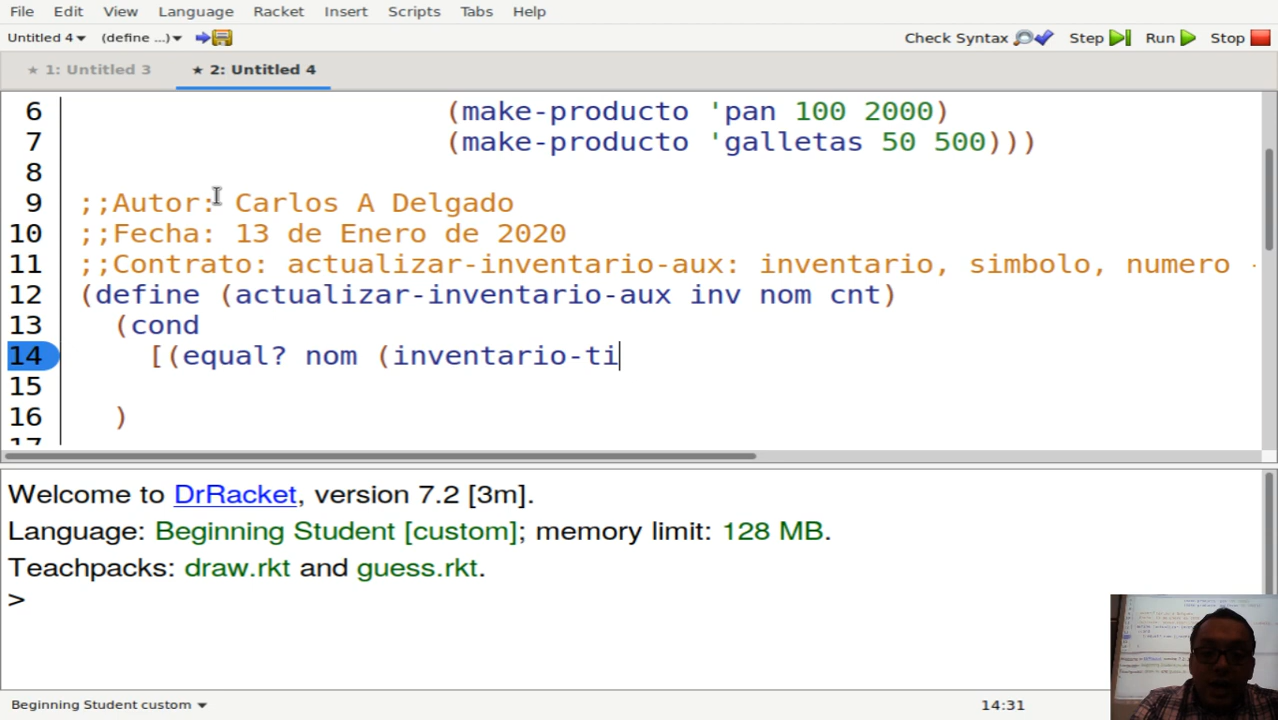 File Edit View Language Racket Insert Scripts Tabs Help
Untitled 4 (define ...) Check Syntax Step Run Stop
1: Untitled 3 2: Untitled 4
6 (make-producto 'pan 100 2000)
7 (make-producto 'galletas 50 500)))
8
9 ;;Autor: Carlos A Delgado
10 ;;Fecha: 13 de Enero de 2020
11 ;;Contrato: actualizar-inventario-aux: inventario, simbolo, numero -
12 (define (actualizar-inventario-aux inv nom cnt)
13 (cond
14 [(equal? nom (inventario-ti
15
16 )
17
Welcome to DrRacket, version 7.2 [3m].
Language: Beginning Student [custom]; memory limit: 128 MB.
Teachpacks: draw.rkt and guess.rkt.
>
Beginning Student custom 14:31